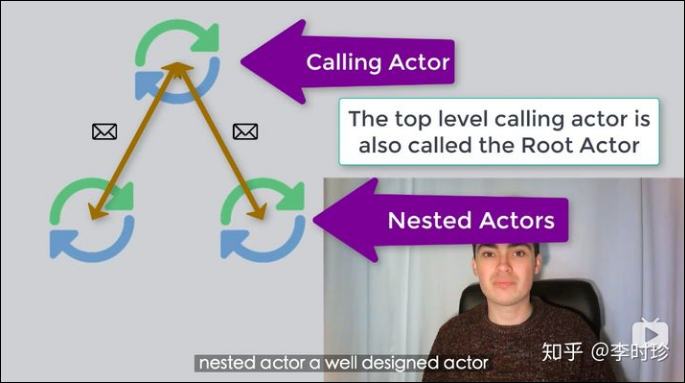 Calling Actor
The top level calling actor is
also called the Root Actor
Nested Actors
知乎 @李时珍
nested actor a well designed actor